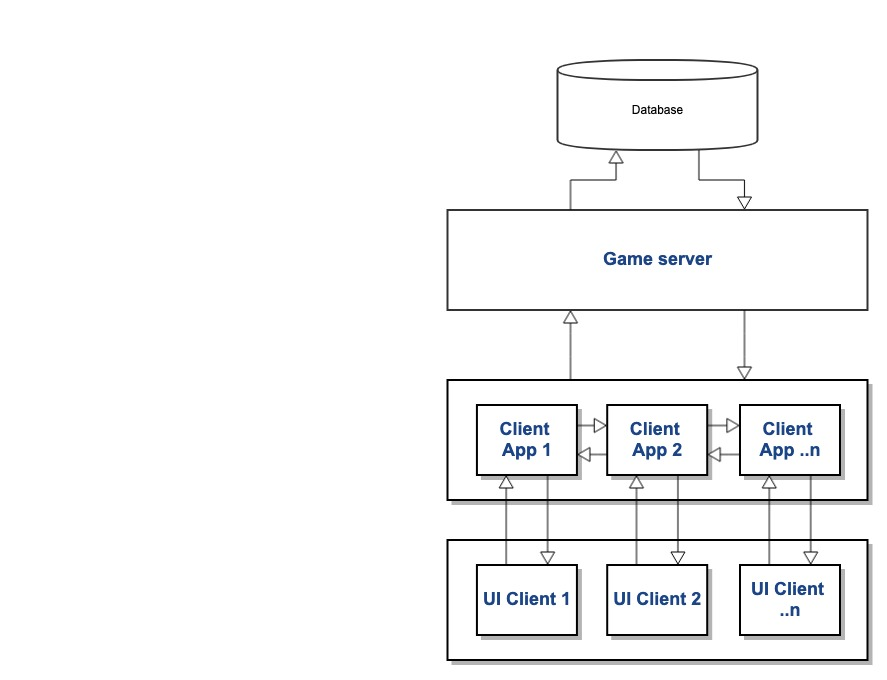 Database
Game server
Client
App 1
Client
App 2
Client
App ..n
UI Client 1
UI Client 2
UI Client
..n